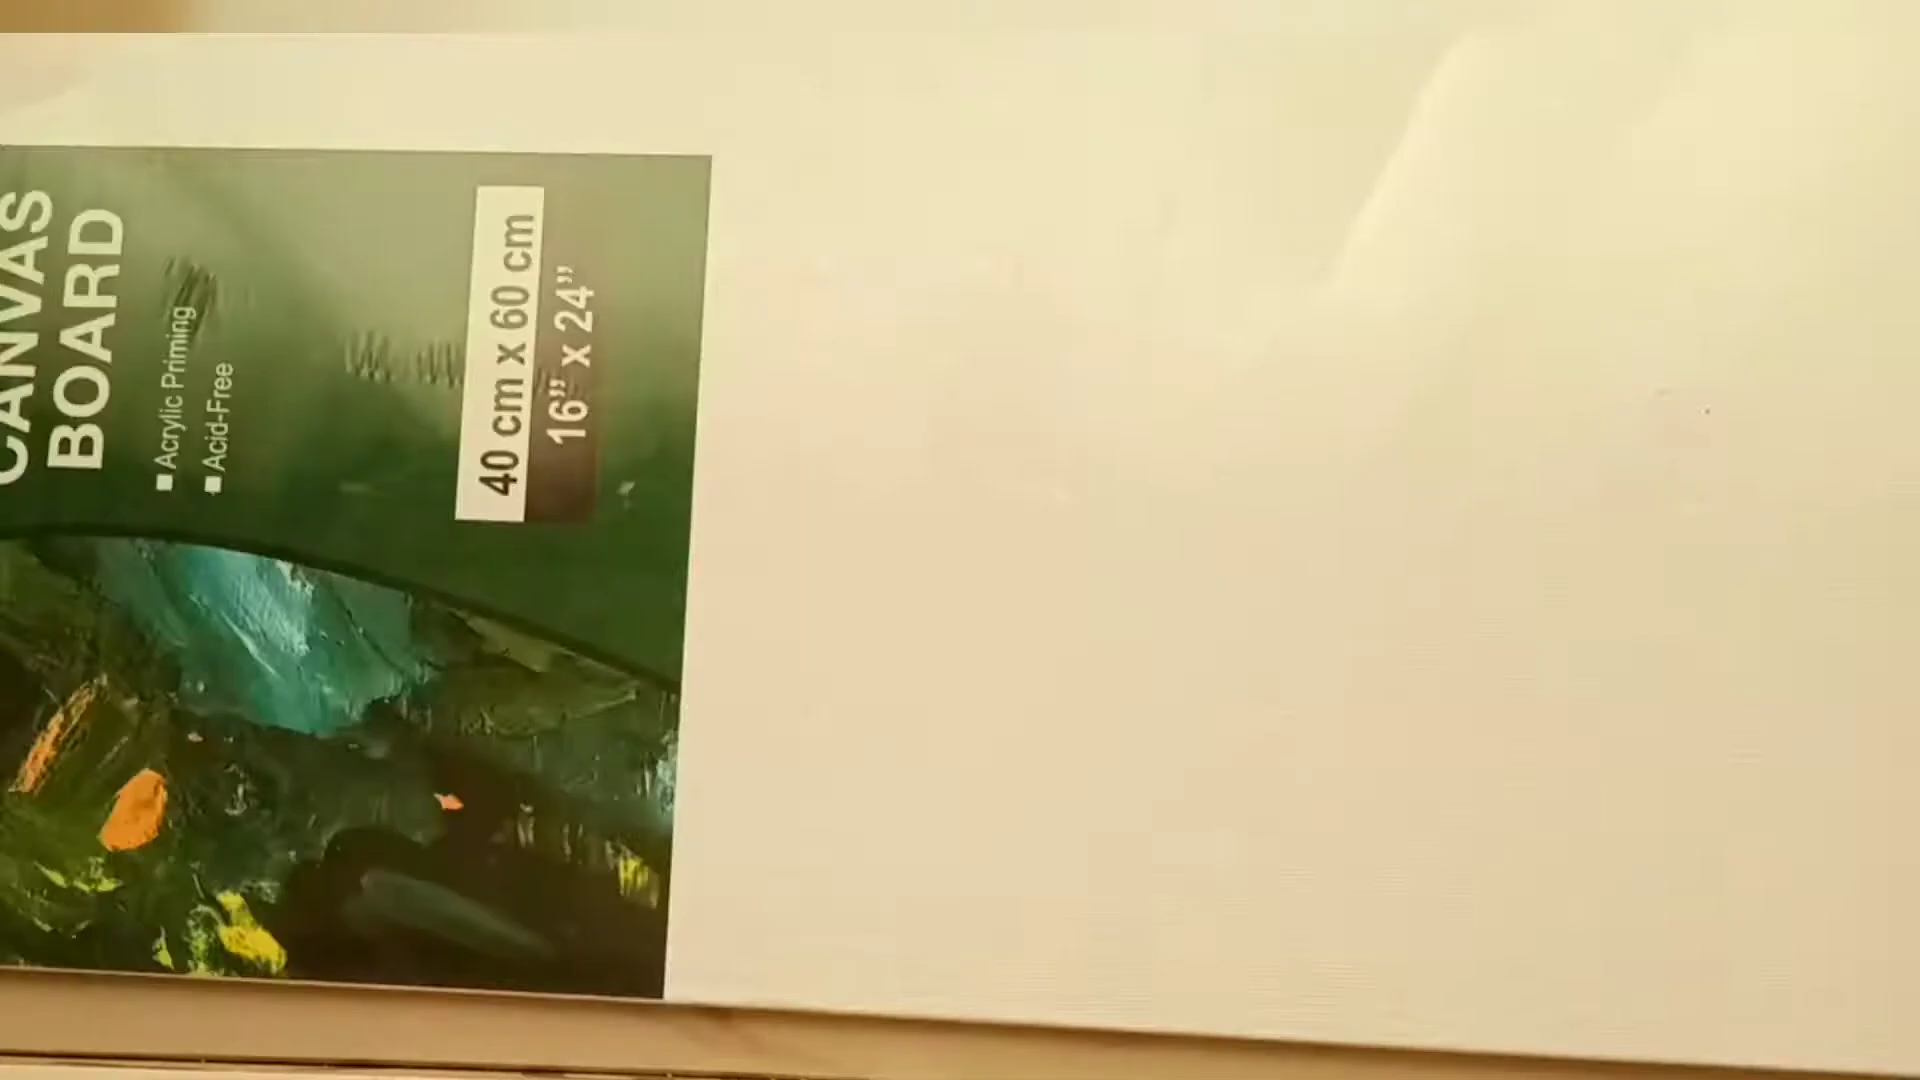 CANVAS
BOARD
Acrylic Priming
Acid-Free
40 cm x 60 cm
16” x 24”